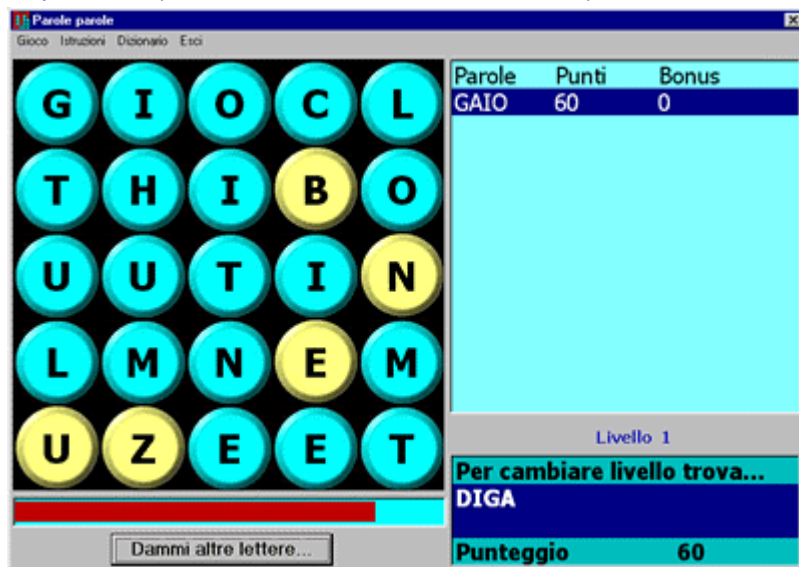 Parole parole
Gioco Istruzioni Dizionario Esci
G I O C L
T H I B O
U U T I N
L M N E M
U Z E E T
Dammi altre lettere...
Parole Punti Bonus
GAIO 60 0
Livello 1
Per cambiare livello trova...
DIGA
Punteggio 60